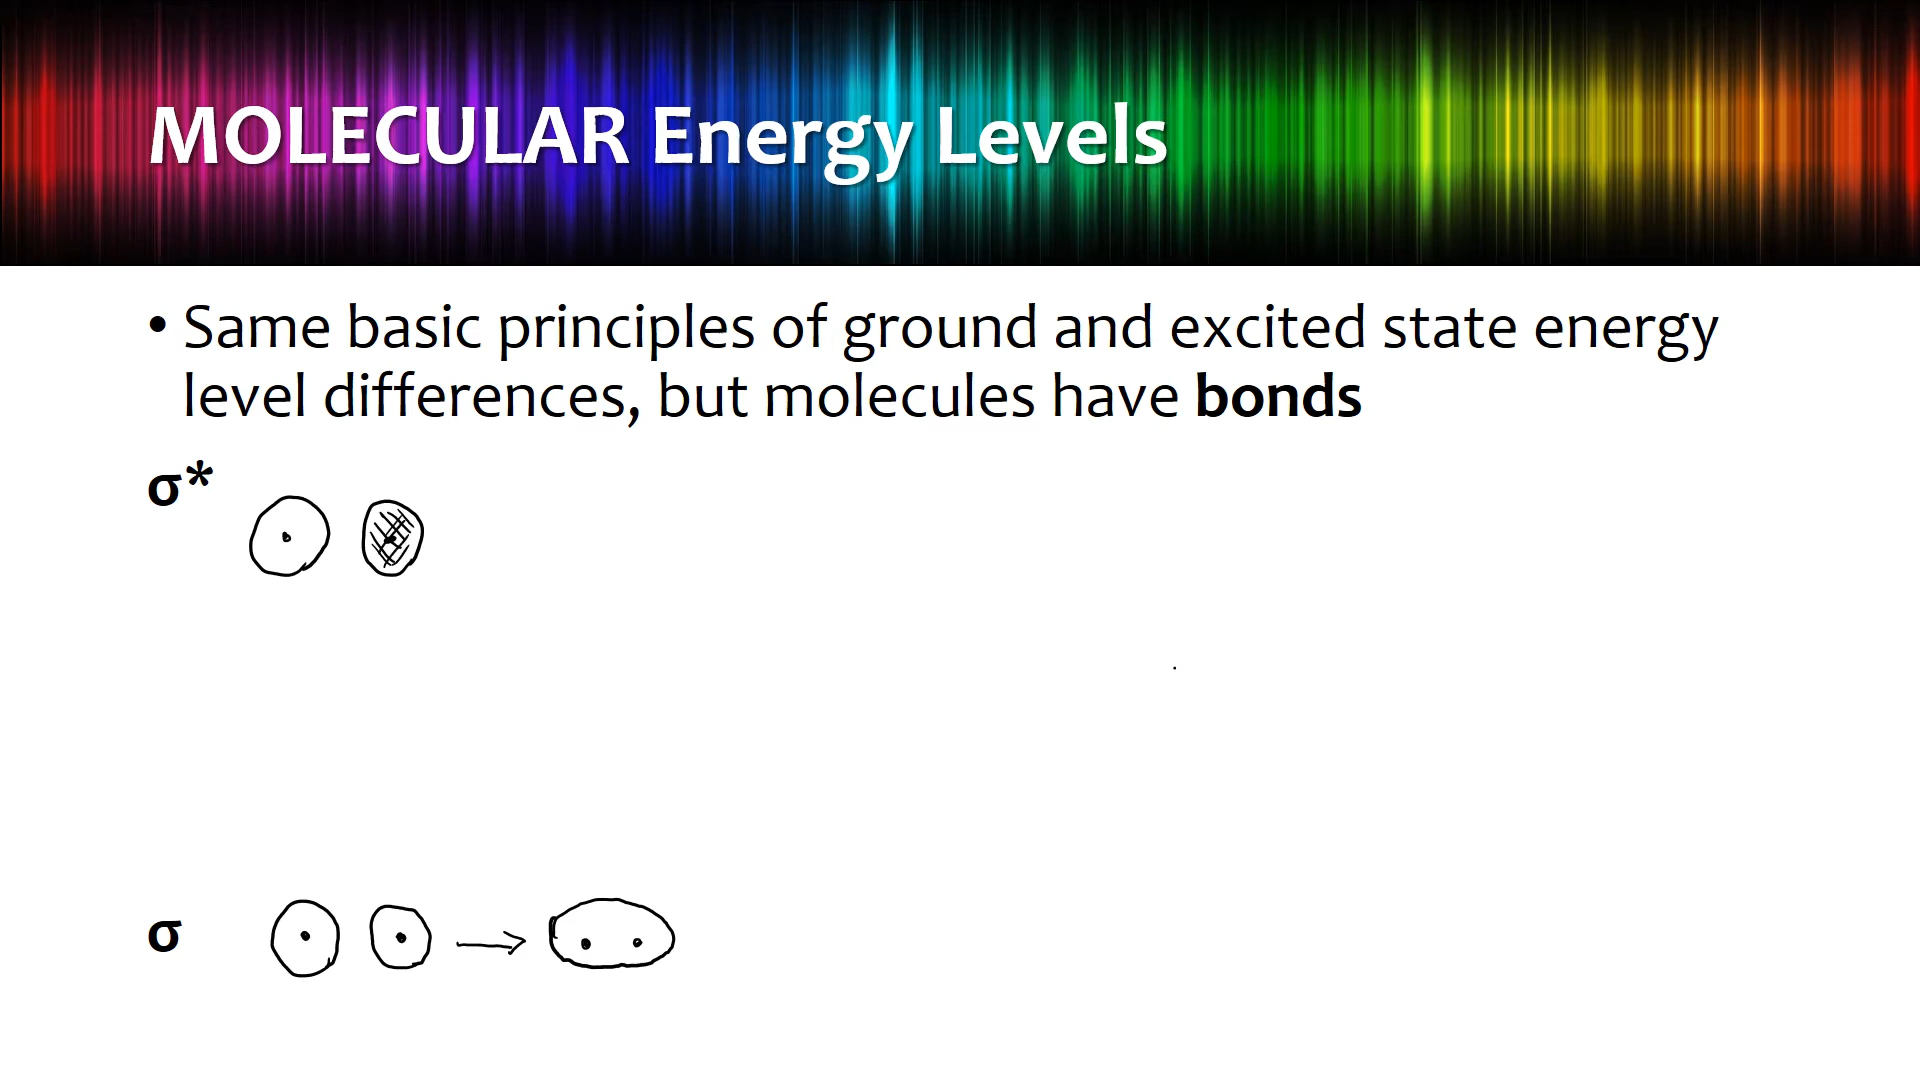 MOLECULAR Energy Levels
• Same basic principles of ground and excited state energy
level differences, but molecules have bonds
σ*
σ